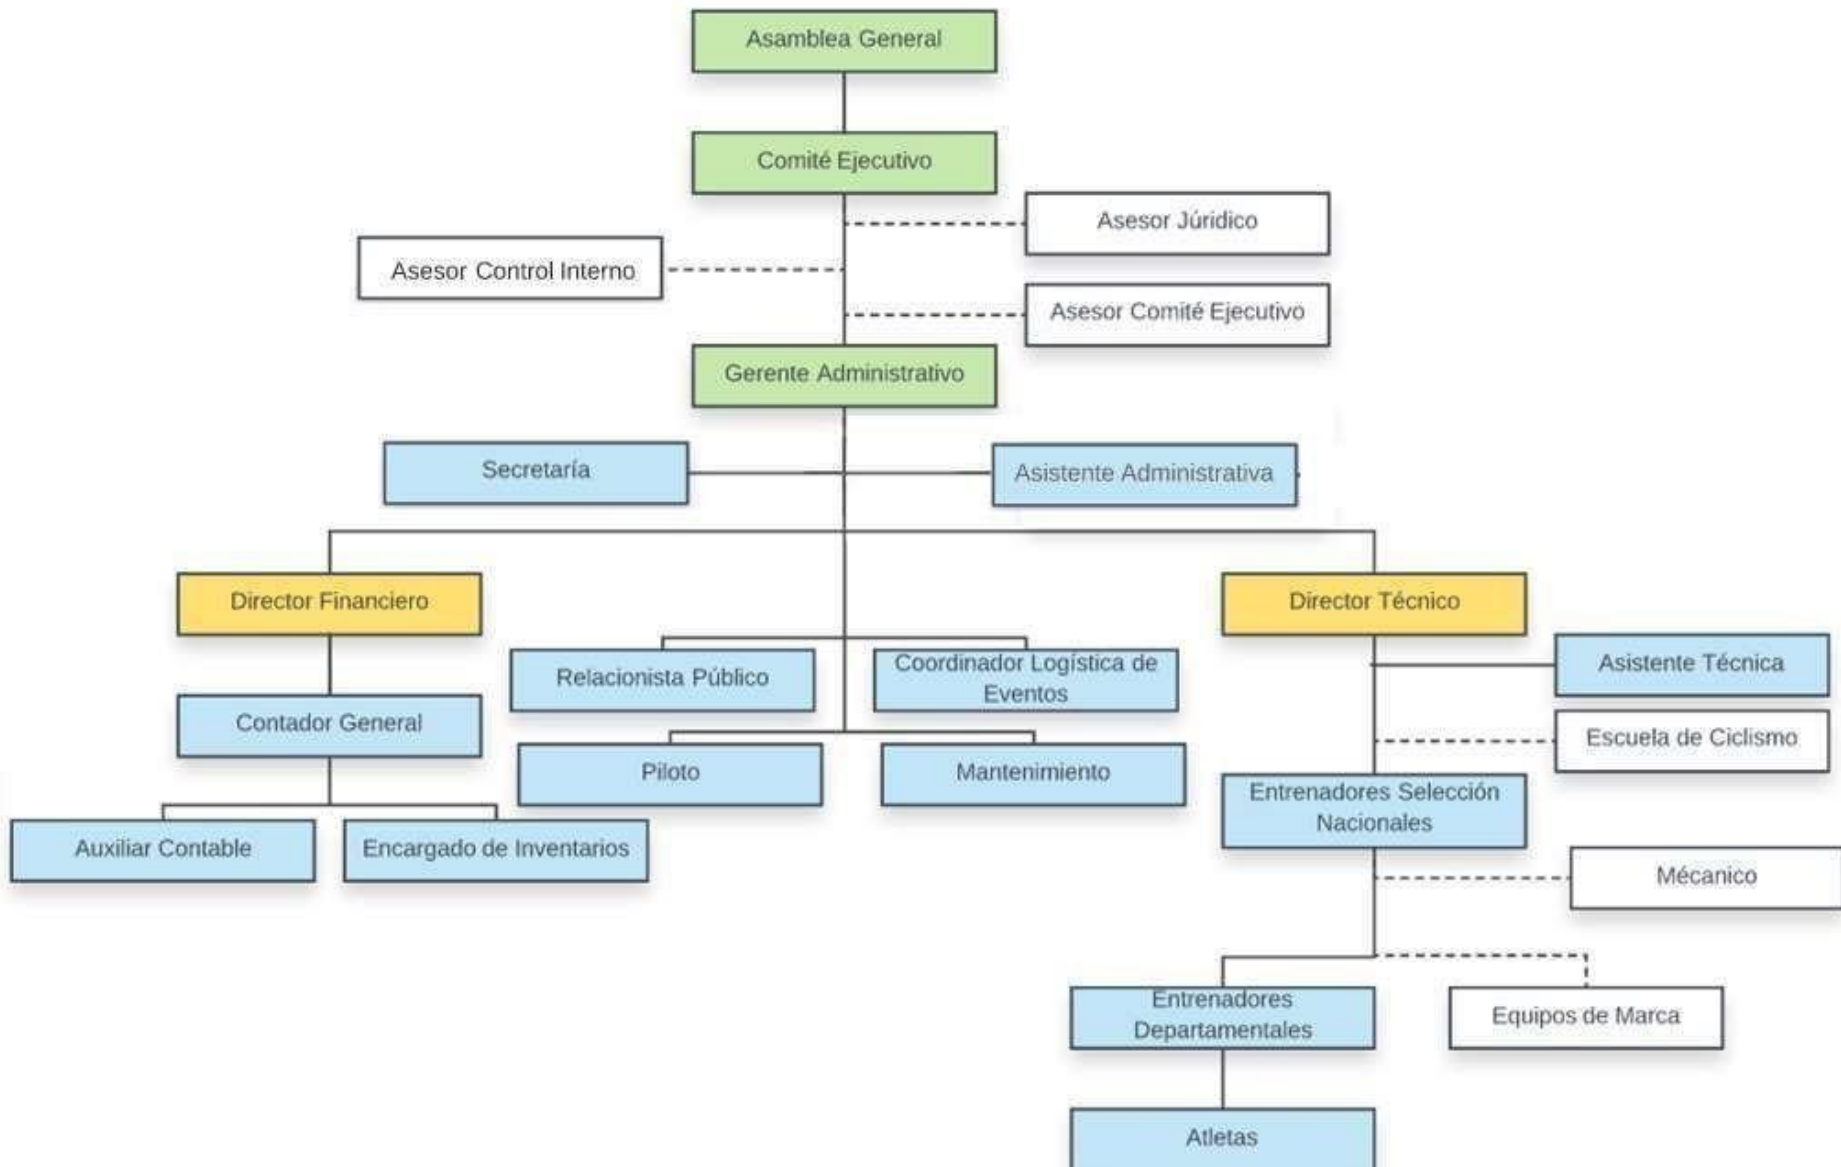 Asamblea General
Comité Ejecutivo
Asesor Júridico
Asesor Control Interno
Asesor Comité Ejecutivo
Gerente Administrativo
Secretaría
Asistente Administrativa
Director Financiero
Director Técnico
Asistente Técnica
Relacionista Público
Coordinador Logística de
Eventos
Contador General
Escuela de Ciclismo
Piloto
Mantenimiento
Entrenadores Selección
Nacionales
Auxiliar Contable
Encargado de Inventarios
Mécanico
Entrenadores
Departamentales
Equipos de Marca
Atletas